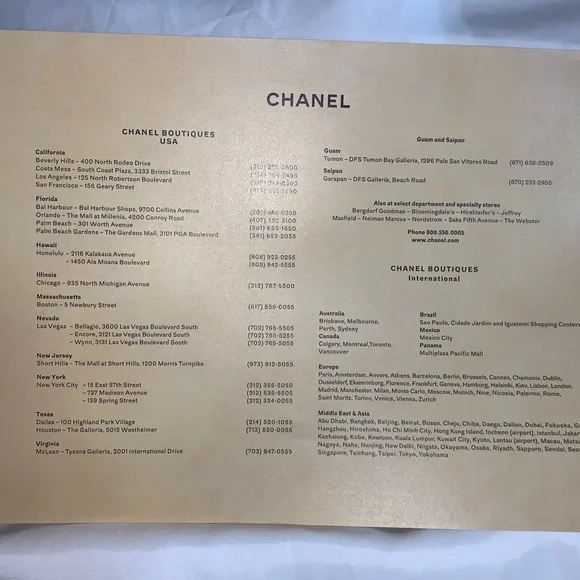 CHANEL
CHANEL BOUTIQUES
USA
California
Beverly Hills – 400 North Rodeo Drive
Costa Mesa – South Coast Plaza, 3333 Bristol Street
Los Angeles – 125 North Robertson Boulevard
San Francisco – 156 Geary Street
Florida
Bal Harbour – Bal Harbour Shops, 9700 Collins Avenue
Orlando – The Mall at Millenia, 4200 Conroy Road (407)
Palm Beach – 301 Worth Avenue (561) 655-1550
Palm Beach Gardens – The Gardens Mall, 3101 PGA Boulevard (561) 623-2055
Hawaii
Honolulu – 2116 Kalakaua Avenue (808) 923-0255
– 1450 Ala Moana Boulevard (808) 942-5555
Illinois
Chicago – 935 North Michigan Avenue (312) 787-5500
Massachusetts
Boston – 5 Newbury Street (617) 859-0055
Nevada
Las Vegas – Bellagio, 3600 Las Vegas Boulevard South (702) 765-5505
– Encore, 3121 Las Vegas Boulevard South (702) 765-5255
– Wynn, 3131 Las Vegas Boulevard South (702) 765-5055
New Jersey
Short Hills – The Mall at Short Hills, 1200 Morris Turnpike (973) 912-8055
New York
New York City – 15 East 57th Street (212) 355-5050
– 737 Madison Avenue (212) 535-5505
– 139 Spring Street (212) 334-0055
Texas
Dallas – 100 Highland Park Village (214) 520-1055
Houston – The Galleria, 5015 Westheimer (713) 850-0055
Virginia
McLean – Tysons Galleria, 2001 International Drive (703) 847-0555
Guam and Saipan
Guam
Tumon – DFS Tumon Bay Galleria, 1296 Pale San Vitores Road (671) 636-0509
Saipan
Garapan – DFS Galleria, Beach Road (670) 233-2905
Also at select department and specialty stores
Bergdorf Goodman – Bloomingdale's – Hirshleifer's – Jeffrey
Maxfield – Neiman Marcus – Nordstrom – Saks Fifth Avenue – The Webster
Phone 800.550.0005
www.chanel.com
CHANEL BOUTIQUES
International
Australia
Brisbane, Melbourne,
Perth, Sydney
Canada
Calgary, Montreal, Toronto,
Vancouver
Brazil
Sao Paulo, Cidade Jardim and Iguatemi Shopping Centers
Mexico
Mexico City
Panama
Multiplaza Pacific Mall
Europe
Paris, Amsterdam, Anvers, Athens, Barcelona, Berlin, Brussels, Cannes, Chamonix, Dublin,
Dusseldorf, Ekaterinburg, Florence, Frankfurt, Geneva, Hamburg, Helsinki, Kiev, Lisbon, London,
Madrid, Manchester, Milan, Monte Carlo, Moscow, Munich, Nice, Nicosia, Palermo, Rome,
Saint Moritz, Torino, Venice, Vienna, Zurich
Middle East & Asia
Abu Dhabi, Bangkok, Beijing, Beirut, Busan, Cheju, Chiba, Daegu, Dalian, Dubai, Fukuoka,
Hangzhou, Hiroshima, Ho Chi Minh City, Hong Kong Island, Incheon (airport), Istanbul,
Kaohsiung, Kobe, Kowloon, Kuala Lumpur, Kuwait City, Kyoto, Lantau (airport), Macau,
Nagoya, Naha, Nanjing, New Delhi, Niigata, Okayama, Osaka, Riyadh, Sapporo, Sendai,
Singapore, Taichung, Taipei, Tokyo, Yokohama